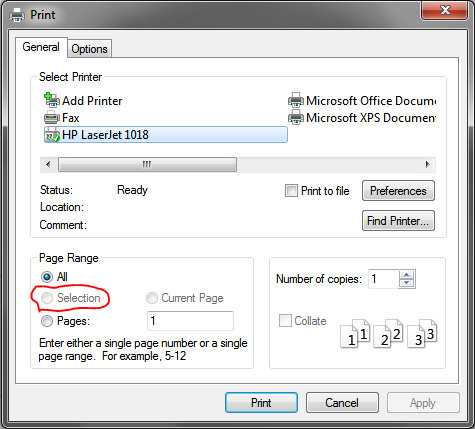 Print
General Options
Select Printer
Add Printer Microsoft Office Docum
Fax Microsoft XPS Document
HP LaserJet 1018
Status: Ready Print to file Preferences
Location:
Comment: Find Printer...
Page Range
All Number of copies: 1
Selection Current Page
Pages: 1 Collate 1 1 2 2 3 3
Enter either a single page number or a single
page range. For example, 5-12
Print Cancel Apply